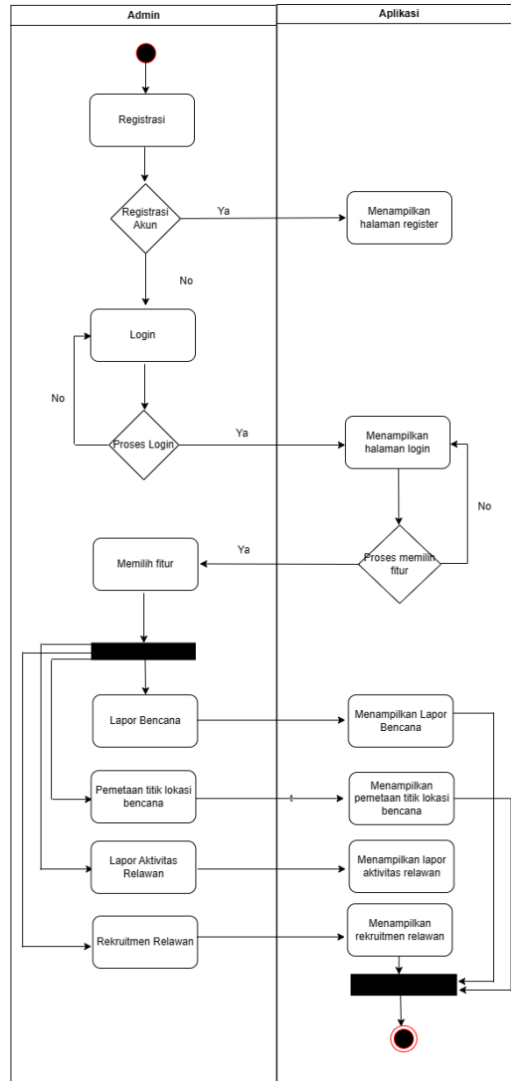 Admin
Aplikasi
Registrasi
Registrasi
Akun
Ya
Menampilkan
halaman register
No
Login
No
Proses Login
Ya
Menampilkan
halaman login
No
Proses memilih
fitur
Ya
Memilih fitur
Lapor Bencana
Menampilkan Lapor
Bencana
Pemetaan titik lokasi
bencana
t
Menampilkan
pemetaan titik lokasi
bencana
Lapor Aktivitas
Relawan
Menampilkan lapor
aktivitas relawan
Rekruitmen Relawan
Menampilkan
rekruitmen relawan